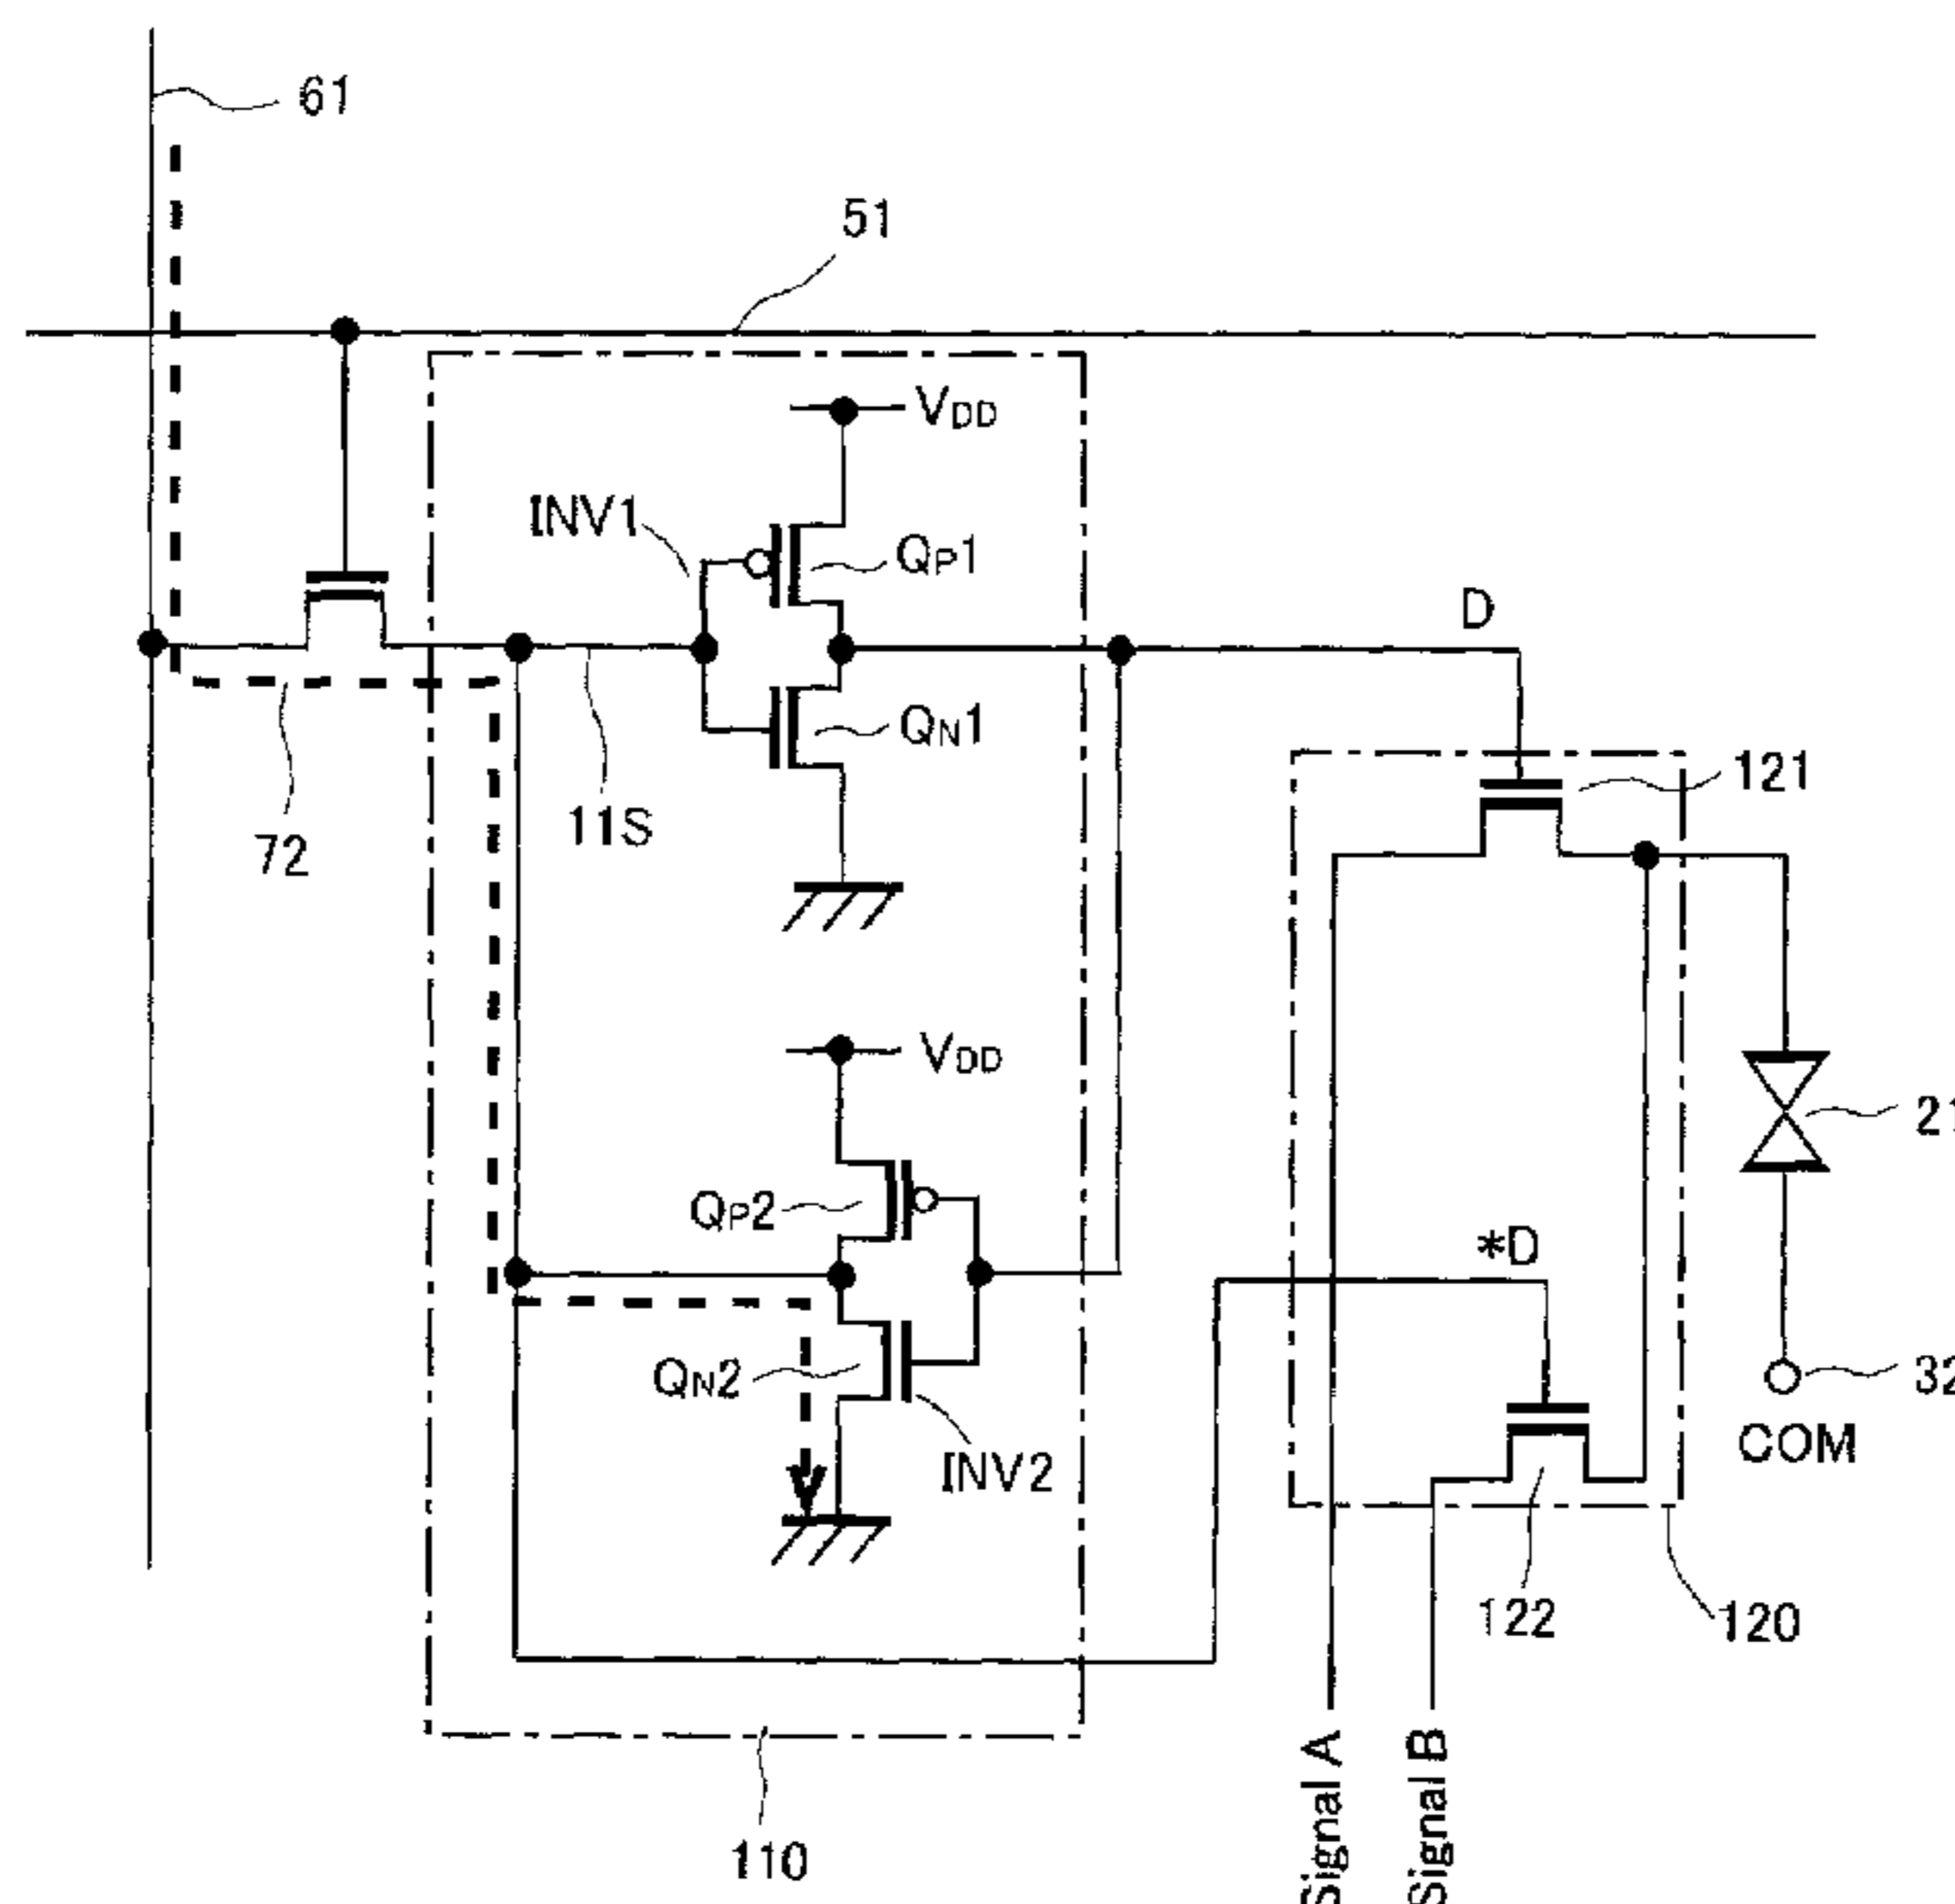 61
51
VDD
INV1
QP1
D
QN1
121
11S
72
VDD
21
QP2
*D
QN2
32
INV2
COM
122
120
110
Signal A
Signal B